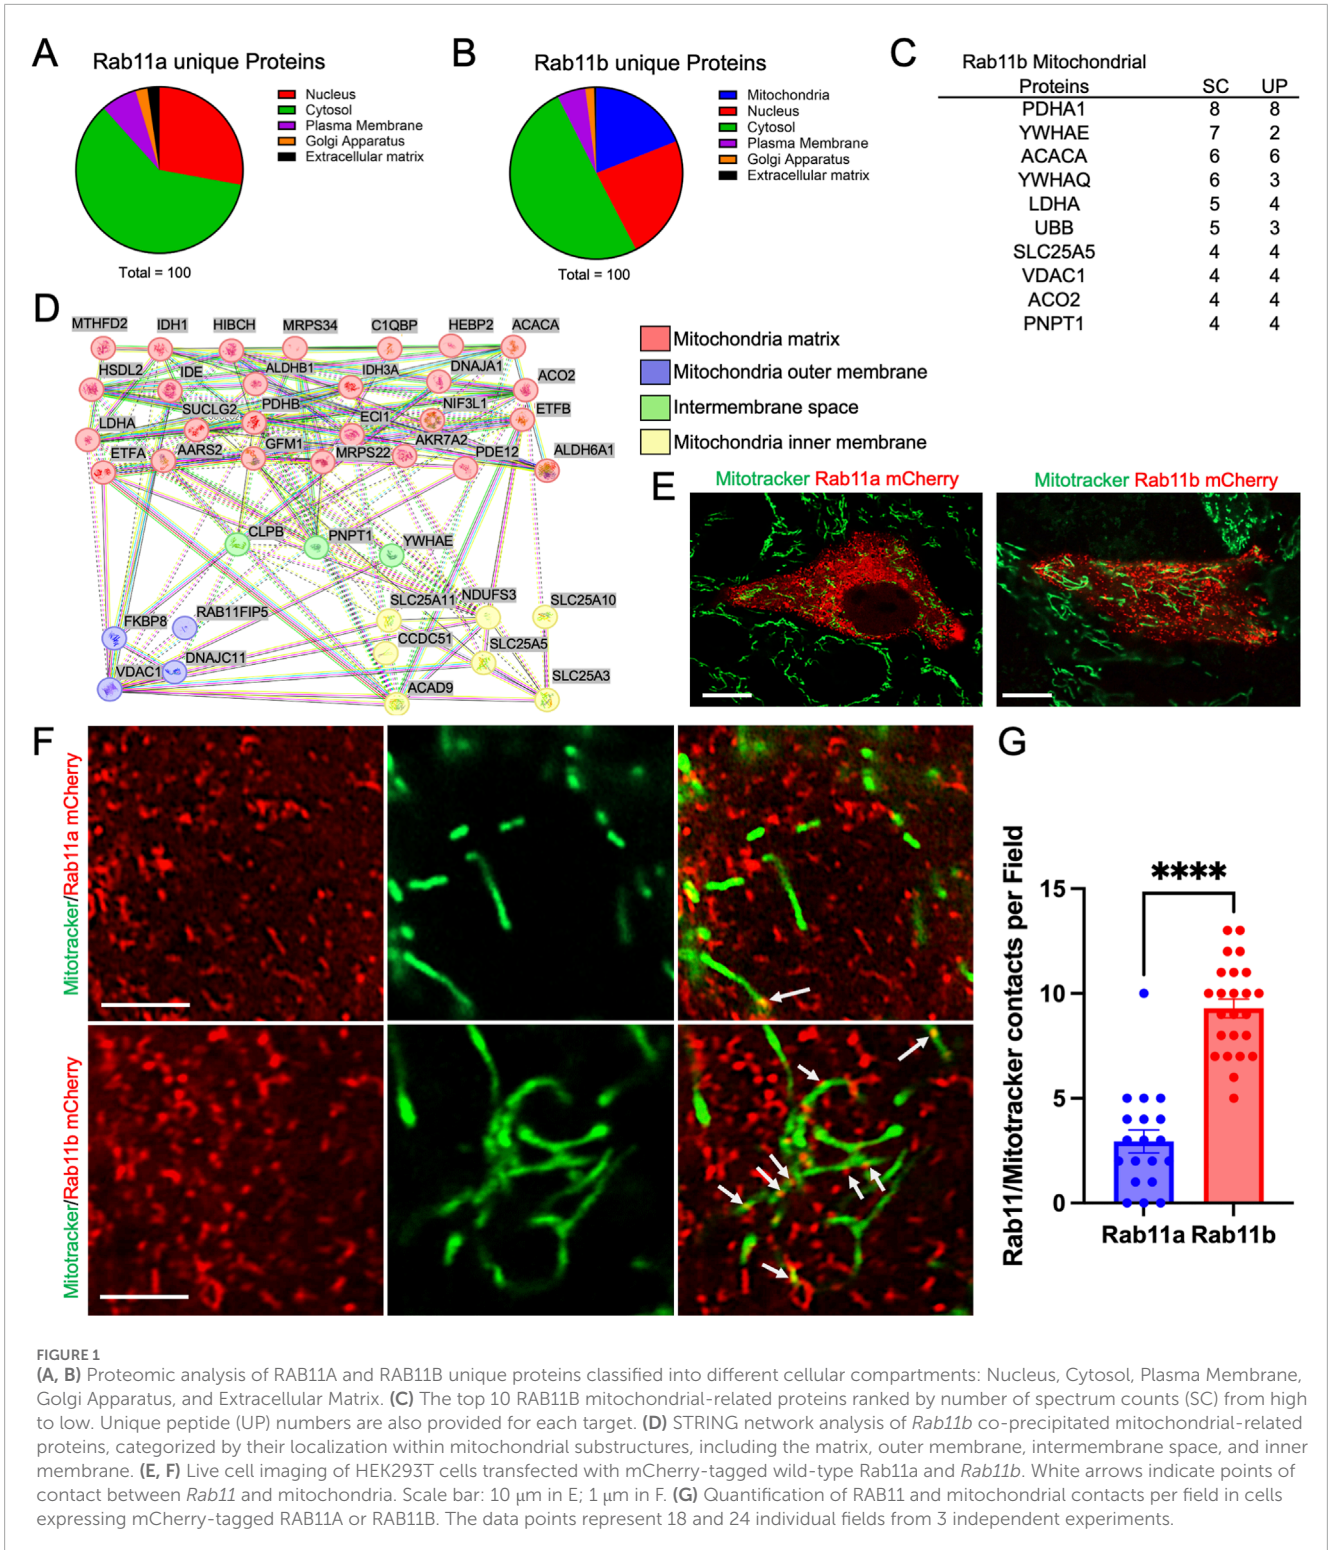 A
Rab11a unique Proteins
Nucleus
Cytosol
Plasma Membrane
Golgi Apparatus
Extracellular matrix
Total = 100
B
Rab11b unique Proteins
Mitochondria
Nucleus
Cytosol
Plasma Membrane
Golgi Apparatus
Extracellular matrix
Total = 100
C
Rab11b Mitochondrial
Proteins SC UP
PDHA1 8 8
YWHAE 7 2
ACACA 6 6
YWHAQ 6 3
LDHA 5 4
UBB 5 3
SLC25A5 4 4
VDAC1 4 4
ACO2 4 4
PNPT1 4 4
D
MTHFD2 IDH1 HIBCH MRPS34 C1QBP HEBP2 ACACA
HSDL2 IDE ALDHB1 IDH3A DNAJA1 ACO2
LDHA SUCLG2 PDHB ECI1 NIF3L1 ETFB
ETFA AARS2 GFM1 MRPS22 AKR7A2 PDE12 ALDH6A1
CLPB PNPT1 YWHAE
FKBP8 RAB11FIP5 SLC25A11 NDUFS3 SLC25A10
VDAC1 DNAJC11 CCDC51 SLC25A5
ACAD9 SLC25A3
Mitochondria matrix
Mitochondria outer membrane
Intermembrane space
Mitochondria inner membrane
E
Mitotracker Rab11a mCherry
Mitotracker Rab11b mCherry
F
Mitotracker/Rab11a mCherry
Mitotracker/Rab11b mCherry
G
Rab11/Mitotracker contacts per Field
****
15
10
5
0
Rab11a Rab11b
FIGURE 1
(A, B) Proteomic analysis of RAB11A and RAB11B unique proteins classified into different cellular compartments: Nucleus, Cytosol, Plasma Membrane,
Golgi Apparatus, and Extracellular Matrix. (C) The top 10 RAB11B mitochondrial-related proteins ranked by number of spectrum counts (SC) from high
to low. Unique peptide (UP) numbers are also provided for each target. (D) STRING network analysis of Rab11b co-precipitated mitochondrial-related
proteins, categorized by their localization within mitochondrial substructures, including the matrix, outer membrane, intermembrane space, and inner
membrane. (E, F) Live cell imaging of HEK293T cells transfected with mCherry-tagged wild-type Rab11a and Rab11b. White arrows indicate points of
contact between Rab11 and mitochondria. Scale bar: 10 μm in E; 1 μm in F. (G) Quantification of RAB11 and mitochondrial contacts per field in cells
expressing mCherry-tagged RAB11A or RAB11B. The data points represent 18 and 24 individual fields from 3 independent experiments.